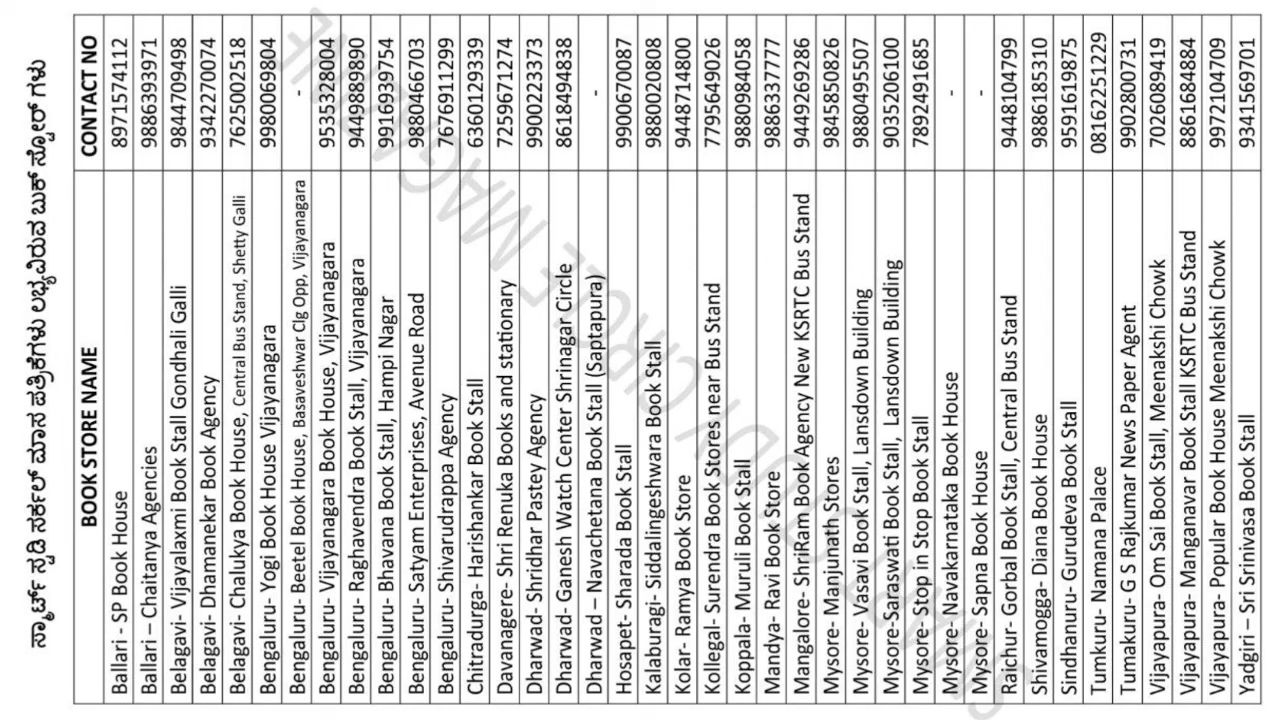 ಸ್ಮಾರ್ಟ್ ಸ್ಟಡಿ ಸರ್ಕಲ್ ಮಾಸ ಪತ್ರಿಕೆಗಳು ಲಭ್ಯವಿರುವ ಬುಕ್ ಸ್ಟೋರ್ ಗಳು
BOOK STORE NAME CONTACT NO
Ballari - SP Book House 8971574112
Ballari – Chaitanya Agencies 9886393971
Belagavi- Vijayalaxmi Book Stall Gondhali Galli 9844709498
Belagavi- Dhamanekar Book Agency 9342270074
Belagavi- Chalukya Book House, Central Bus Stand, Shetty Galli 7625002518
Bengaluru- Yogi Book House Vijayanagara 9980069804
Bengaluru- Beetel Book House, Basaveshwar Clg Opp, Vijayanagara -
Bengaluru- Vijayanagara Book House, Vijayanagara 9535328004
Bengaluru- Raghavendra Book Stall, Vijayanagara 9449889890
Bengaluru- Bhavana Book Stall, Hampi Nagar 9916939754
Bengaluru- Satyam Enterprises, Avenue Road 9880466703
Bengaluru- Shivarudrappa Agency 7676911299
Chitradurga- Harishankar Book Stall 6360129339
Davanagere- Shri Renuka Books and stationary 7259671274
Dharwad- Shridhar Pastey Agency 9900223373
Dharwad- Ganesh Watch Center Shrinagar Circle 8618494838
Dharwad – Navachetana Book Stall (Saptapura) -
Hosapet- Sharada Book Stall 9900670087
Kalaburagi- Siddalingeshwara Book Stall 9880020808
Kolar- Ramya Book Store 9448714800
Kollegal- Surendra Book Stores near Bus Stand 7795649026
Koppala- Muruli Book Stall 9880984058
Mandya- Ravi Book Store 9886337777
Mangalore- ShriRam Book Agency New KSRTC Bus Stand 9449269286
Mysore- Manjunath Stores 9845850826
Mysore- Vasavi Book Stall, Lansdown Building 9880495507
Mysore-Saraswati Book Stall, Lansdown Building 9035206100
Mysore-Stop in Stop Book Stall 7892491685
Mysore- Navakarnataka Book House -
Mysore- Sapna Book House -
Raichur- Gorbal Book Stall, Central Bus Stand 9448104799
Shivamogga- Diana Book House 9886185310
Sindhanuru- Gurudeva Book Stall 9591619875
Tumkuru- Namana Palace 08162251229
Tumakuru- G S Rajkumar News Paper Agent 9902800731
Vijayapura- Om Sai Book Stall, Meenakshi Chowk 7026089419
Vijayapura- Manganavar Book Stall KSRTC Bus Stand 8861684884
Vijayapura- Popular Book House Meenakshi Chowk 9972104709
Yadgiri – Sri Srinivasa Book Stall 9341569701
SMART STUDY CIRCLE MAGAZINE